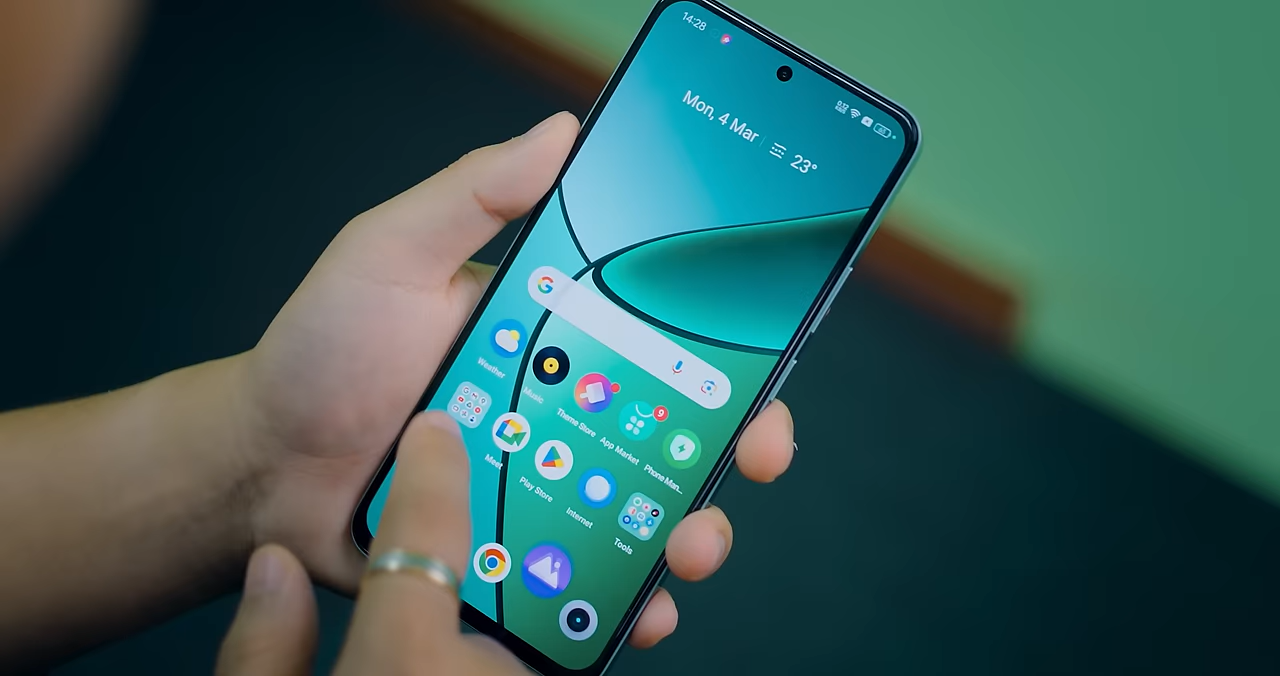 14:28
Mon, 4 Mar | 23°
Weather
Music
Theme Store
App Market
9
Phone Man...
Meet
Play Store
Internet
Tools